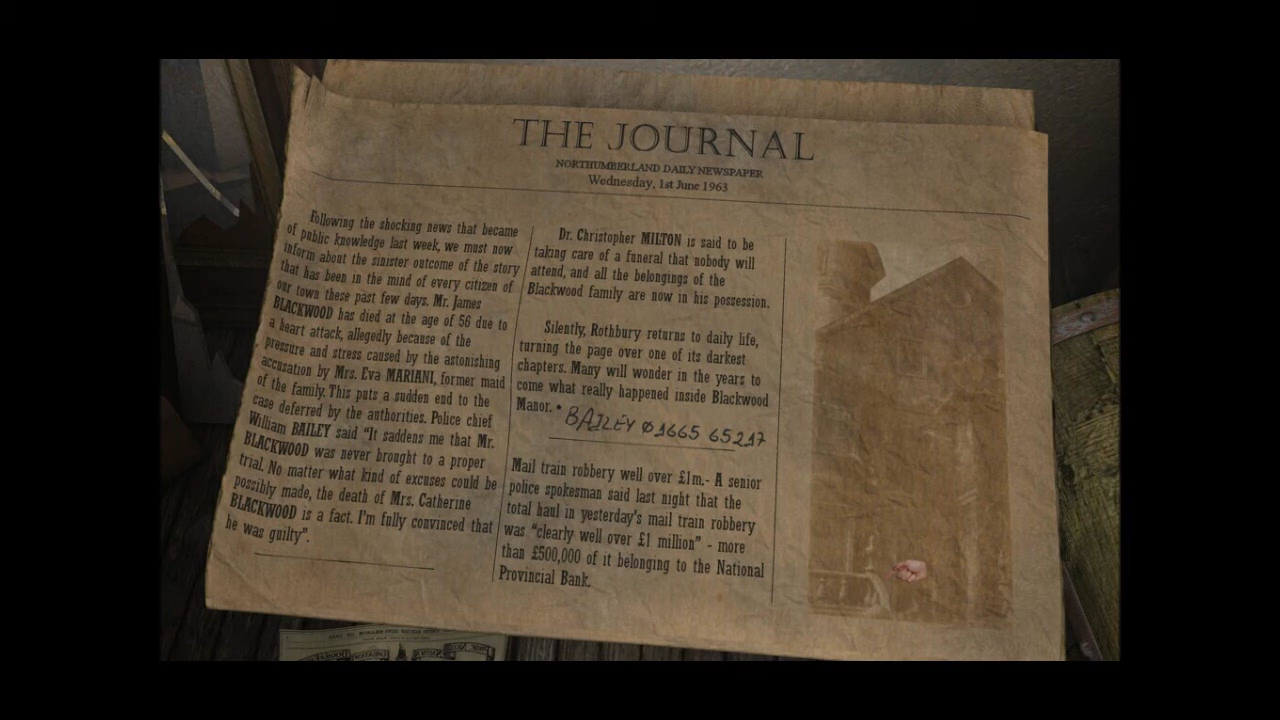 THE JOURNAL
NORTHUMBERLAND DAILY NEWSPAPER
Wednesday, 1st June 1963
Following the shocking news that became
of public knowledge last week, we must now
inform about the sinister outcome of the story
that has been in the mind of every citizen of
our town these past few days. Mr. James
BLACKWOOD has died at the age of 56 due to
a heart attack, allegedly because of the
pressure and stress caused by the astonishing
accusation by Mrs. Eva MARIANI, former maid
of the family. This puts a sudden end to the
case deferred by the authorities. Police chief
William BAILEY said “It saddens me that Mr.
BLACKWOOD was never brought to a proper
trial. No matter what kind of excuses could be
possibly made, the death of Mrs. Catherine
BLACKWOOD is a fact. I'm fully convinced that
he was guilty”.
Dr. Christopher MILTON is said to be
taking care of a funeral that nobody will
attend, and all the belongings of the
Blackwood family are now in his possession.
Silently, Rothbury returns to daily life,
turning the page over one of its darkest
chapters. Many will wonder in the years to
come what really happened inside Blackwood
Manor. •
BAILEY 01665 65217
Mail train robbery well over £1m.- A senior
police spokesman said last night that the
total haul in yesterday's mail train robbery
was “clearly well over £1 million” - more
than £500,000 of it belonging to the National
Provincial Bank.